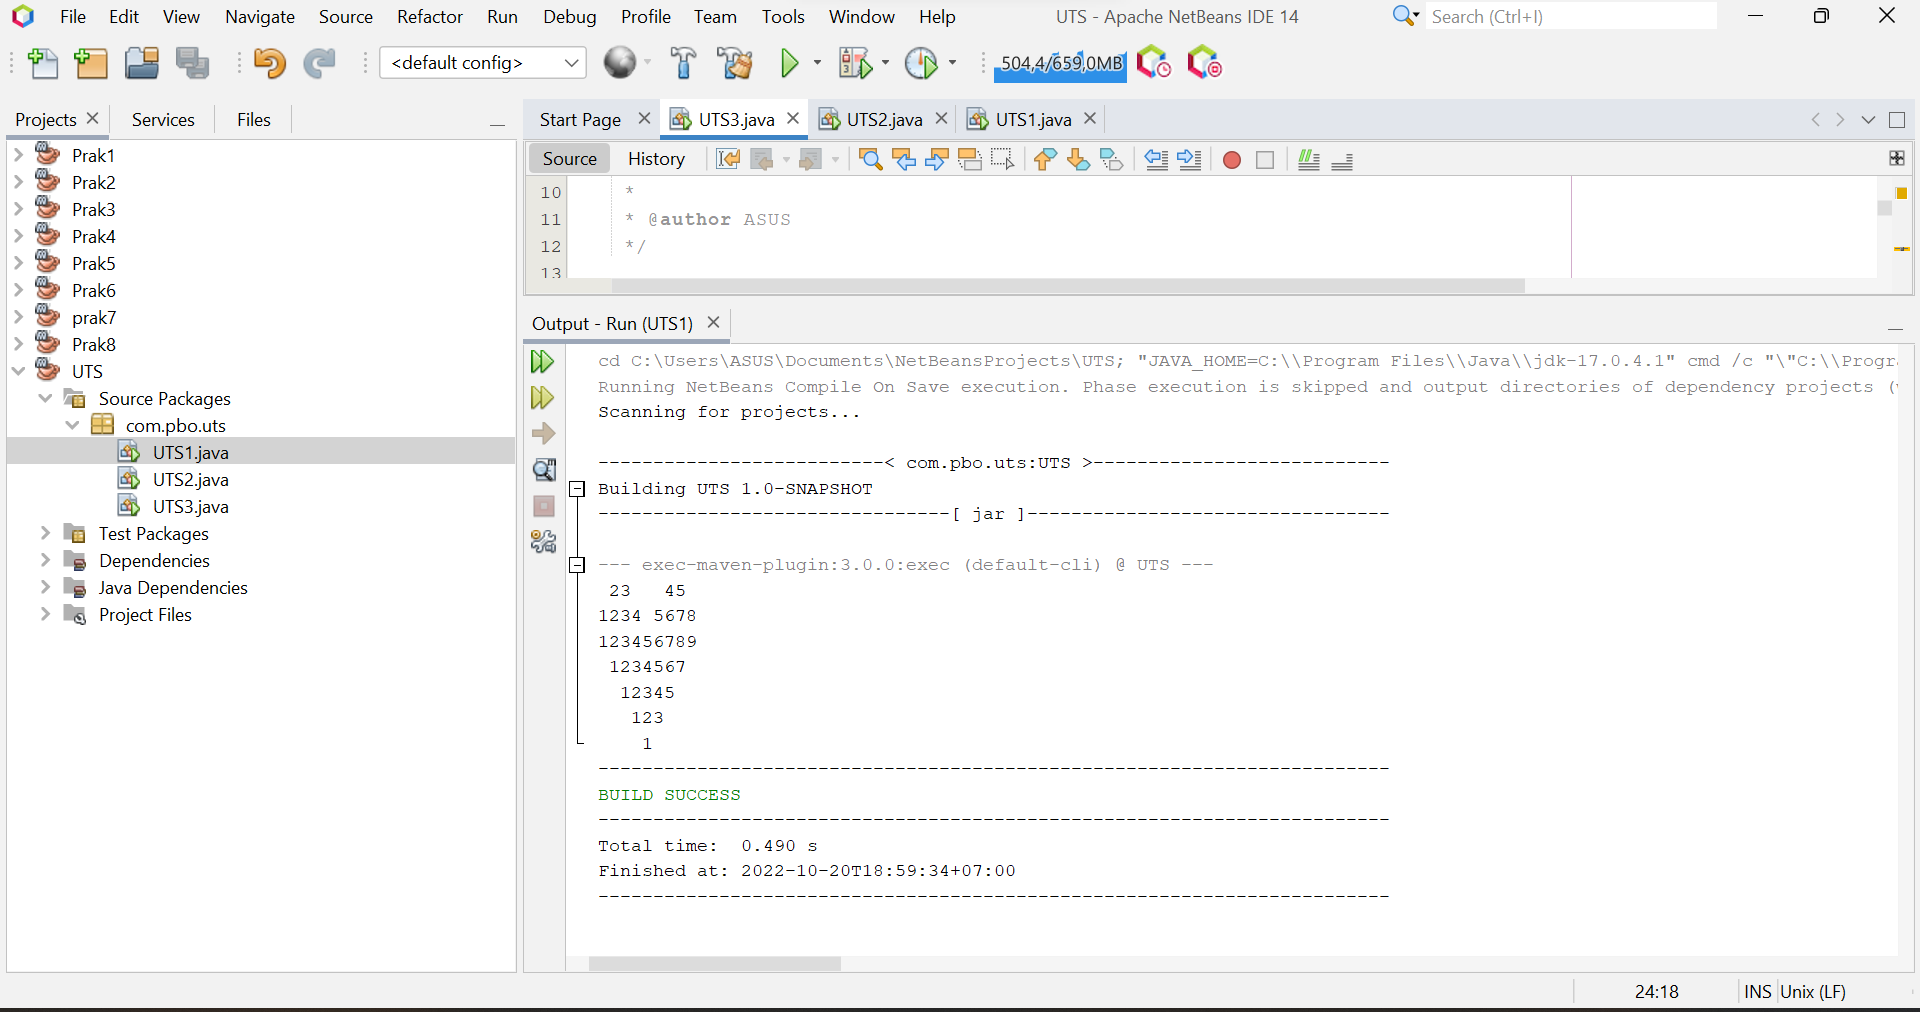 File Edit View Navigate Source Refactor Run Debug Profile Team Tools Window Help UTS - Apache NetBeans IDE 14 Search (Ctrl+I)
<default config> 504,4/659,0MB
Projects Services Files
Prak1
Prak2
Prak3
Prak4
Prak5
Prak6
prak7
Prak8
UTS
Source Packages
com.pbo.uts
UTS1.java
UTS2.java
UTS3.java
Test Packages
Dependencies
Java Dependencies
Project Files
Start Page UTS3.java UTS2.java UTS1.java
Source History
10 *
11 * @author ASUS
12 */
13
Output - Run (UTS1)
cd C:\Users\ASUS\Documents\NetBeansProjects\UTS; "JAVA_HOME=C:\\Program Files\\Java\\jdk-17.0.4.1" cmd /c "\"C:\\Progr
Running NetBeans Compile On Save execution. Phase execution is skipped and output directories of dependency projects (
Scanning for projects...
--------------------------< com.pbo.uts:UTS >---------------------------
Building UTS 1.0-SNAPSHOT
--------------------------------[ jar ]---------------------------------
--- exec-maven-plugin:3.0.0:exec (default-cli) @ UTS ---
 23   45
1234 5678
123456789
 1234567
  12345
   123
    1
------------------------------------------------------------------------
BUILD SUCCESS
------------------------------------------------------------------------
Total time:  0.490 s
Finished at: 2022-10-20T18:59:34+07:00
------------------------------------------------------------------------
24:18 INS Unix (LF)